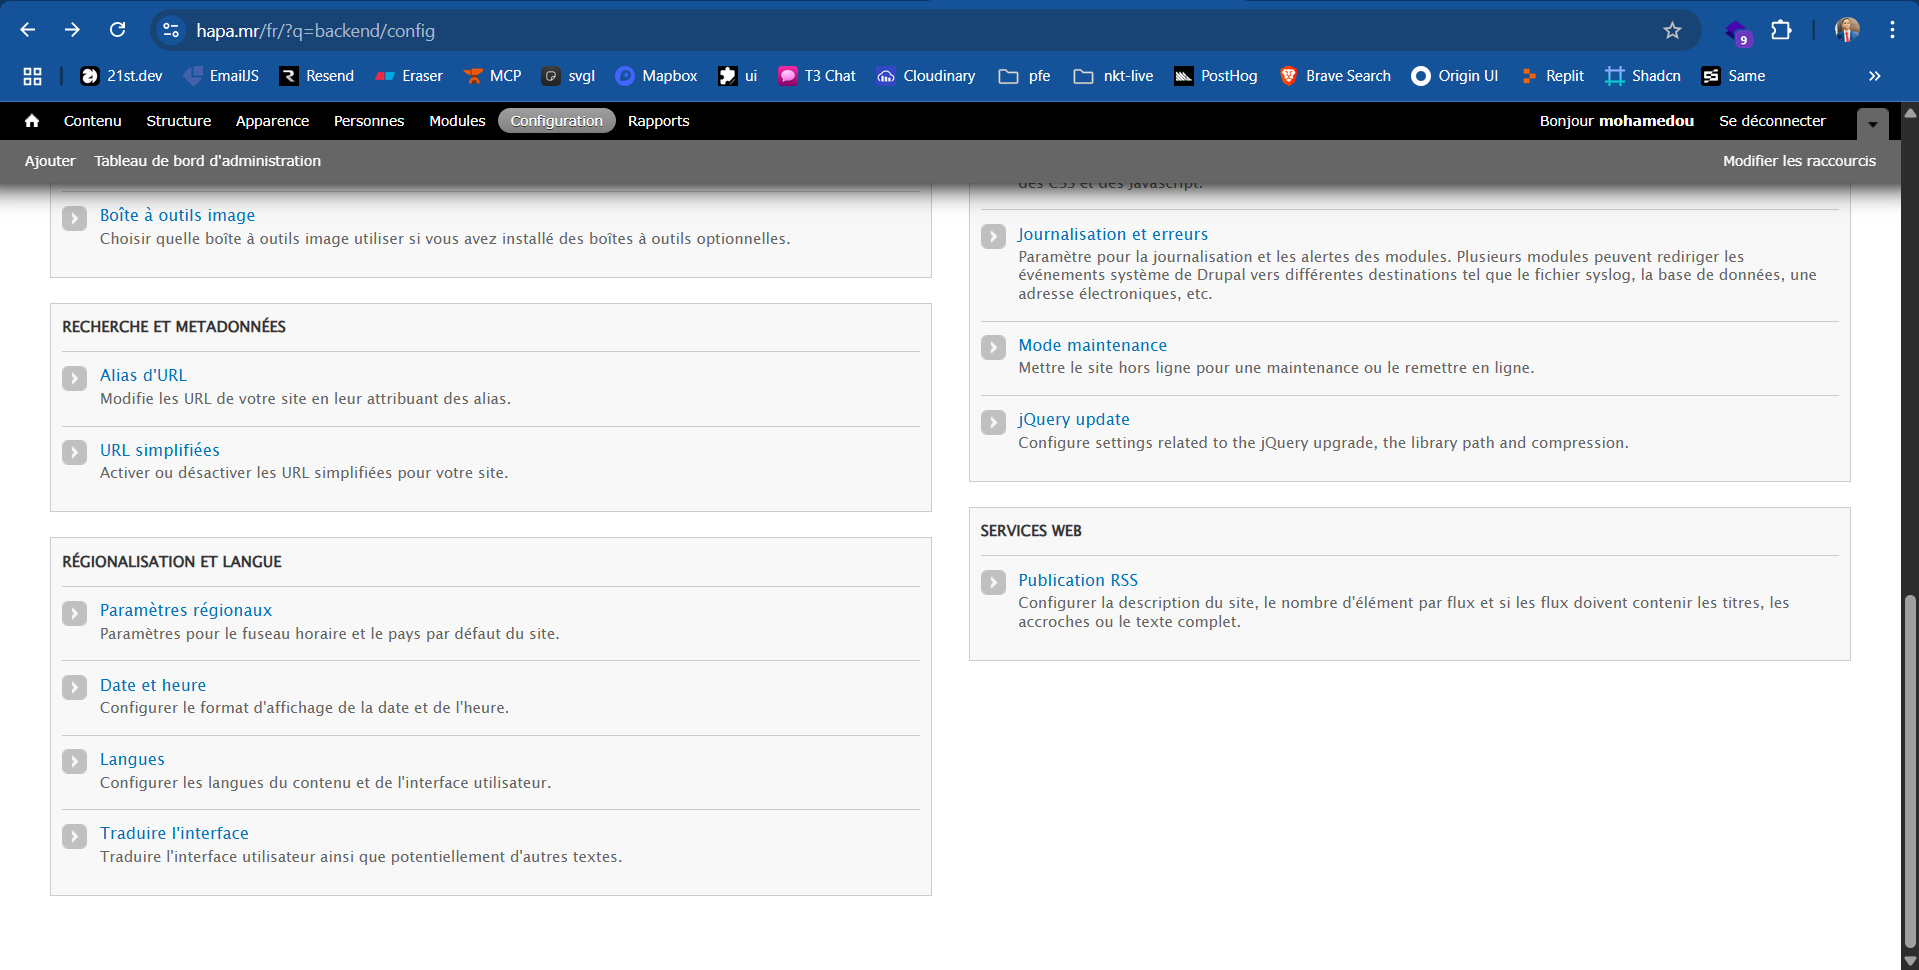 hapa.mr/fr/?q=backend/config
9
21st.dev EmailJS Resend Eraser MCP svgl Mapbox ui T3 Chat Cloudinary pfe nkt-live PostHog Brave Search Origin UI Replit Shadcn Same »
Contenu Structure Apparence Personnes Modules Configuration Rapports Bonjour mohamedou Se déconnecter
Ajouter Tableau de bord d'administration Modifier les raccourcis
Boîte à outils image
Choisir quelle boîte à outils image utiliser si vous avez installé des boîtes à outils optionnelles.
RECHERCHE ET METADONNÉES
Alias d'URL
Modifie les URL de votre site en leur attribuant des alias.
URL simplifiées
Activer ou désactiver les URL simplifiées pour votre site.
RÉGIONALISATION ET LANGUE
Paramètres régionaux
Paramètres pour le fuseau horaire et le pays par défaut du site.
Date et heure
Configurer le format d'affichage de la date et de l'heure.
Langues
Configurer les langues du contenu et de l'interface utilisateur.
Traduire l'interface
Traduire l'interface utilisateur ainsi que potentiellement d'autres textes.
des CSS et des Javascript.
Journalisation et erreurs
Paramètre pour la journalisation et les alertes des modules. Plusieurs modules peuvent rediriger les
événements système de Drupal vers différentes destinations tel que le fichier syslog, la base de données, une
adresse électroniques, etc.
Mode maintenance
Mettre le site hors ligne pour une maintenance ou le remettre en ligne.
jQuery update
Configure settings related to the jQuery upgrade, the library path and compression.
SERVICES WEB
Publication RSS
Configurer la description du site, le nombre d'élément par flux et si les flux doivent contenir les titres, les
accroches ou le texte complet.